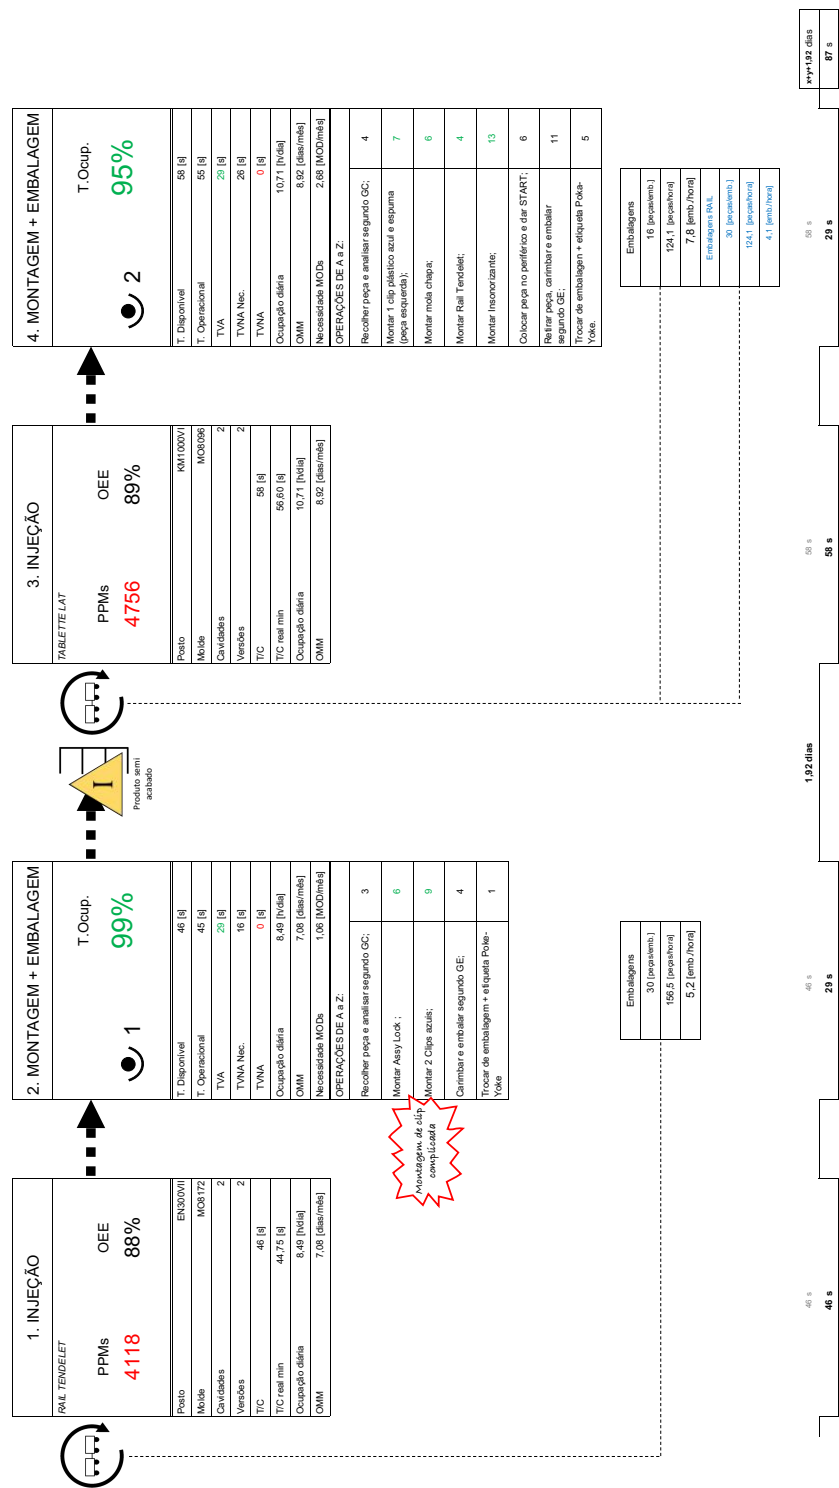 1. INJEÇÃO
RAIL TENDELET
PPMs OEE
4118 88%
Posto EN300VII
Molde MO8172
Cavidades 2
Versões 2
T/C 46 [s]
T/C real min 44,75 [s]
Ocupação diária 8,49 [h/dia]
OMM 7,08 [dias/mês]
2. MONTAGEM + EMBALAGEM
T.Ocup.
1 99%
T. Disponível 46 [s]
T. Operacional 45 [s]
TVA 29 [s]
TVNA Nec. 16 [s]
TVNA 0 [s]
Ocupação diária 8,49 [h/dia]
OMM 7,08 [dias/mês]
Necessidade MODs 1,06 [MOD/mês]
OPERAÇÕES DE A a Z:
Recolher peça e analisar segundo GC; 3
Montar Assy Lock ; 6
Montar 2 Clips azuis; 9
Carimbar e embalar segundo GE; 4
Trocar de embalagem + etiqueta Poke-
Yoke 1
Montagem de clip
complicada
Embalagens
30 [peças/emb.]
156,5 [peças/hora]
5,2 [emb./hora]
I
Produto semi
acabado
3. INJEÇÃO
TABLETTE LAT
PPMs OEE
4756 89%
Posto KM1000VI
Molde MO8096
Cavidades 2
Versões 2
T/C 58 [s]
T/C real min 56,60 [s]
Ocupação diária 10,71 [h/dia]
OMM 8,92 [dias/mês]
4. MONTAGEM + EMBALAGEM
T.Ocup.
2 95%
T. Disponível 58 [s]
T. Operacional 55 [s]
TVA 29 [s]
TVNA Nec. 26 [s]
TVNA 0 [s]
Ocupação diária 10,71 [h/dia]
OMM 8,92 [dias/mês]
Necessidade MODs 2,68 [MOD/mês]
OPERAÇÕES DE A a Z:
Recolher peça e analisar segundo GC; 4
Montar 1 clip plástico azul e espuma
(peça esquerda); 7
Montar mola chapa; 6
Montar Rail Tendelet; 4
Montar Insonorizante; 13
Colocar peça no periférico e dar START; 6
Retirar peça, carimbar e embalar
segundo GE; 11
Trocar de embalagen + etiqueta Poka-
Yoke. 5
Embalagens
16 [peças/emb.]
124,1 [peças/hora]
7,8 [emb./hora]
Embalagens RAIL
30 [peças/emb.]
124,1 [peças/hora]
4,1 [emb./hora]
46 s
46 s
46 s
29 s
1,92 dias
58 s
58 s
58 s
29 s
x+y+1,92 dias
87 s